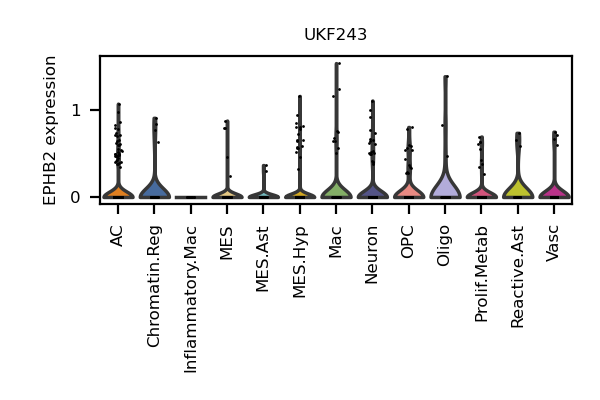 UKF243
EPHB2 expression
1
0
AC
Chromatin.Reg
Inflammatory.Mac
MES
MES.Ast
MES.Hyp
Mac
Neuron
OPC
Oligo
Prolif.Metab
Reactive.Ast
Vasc